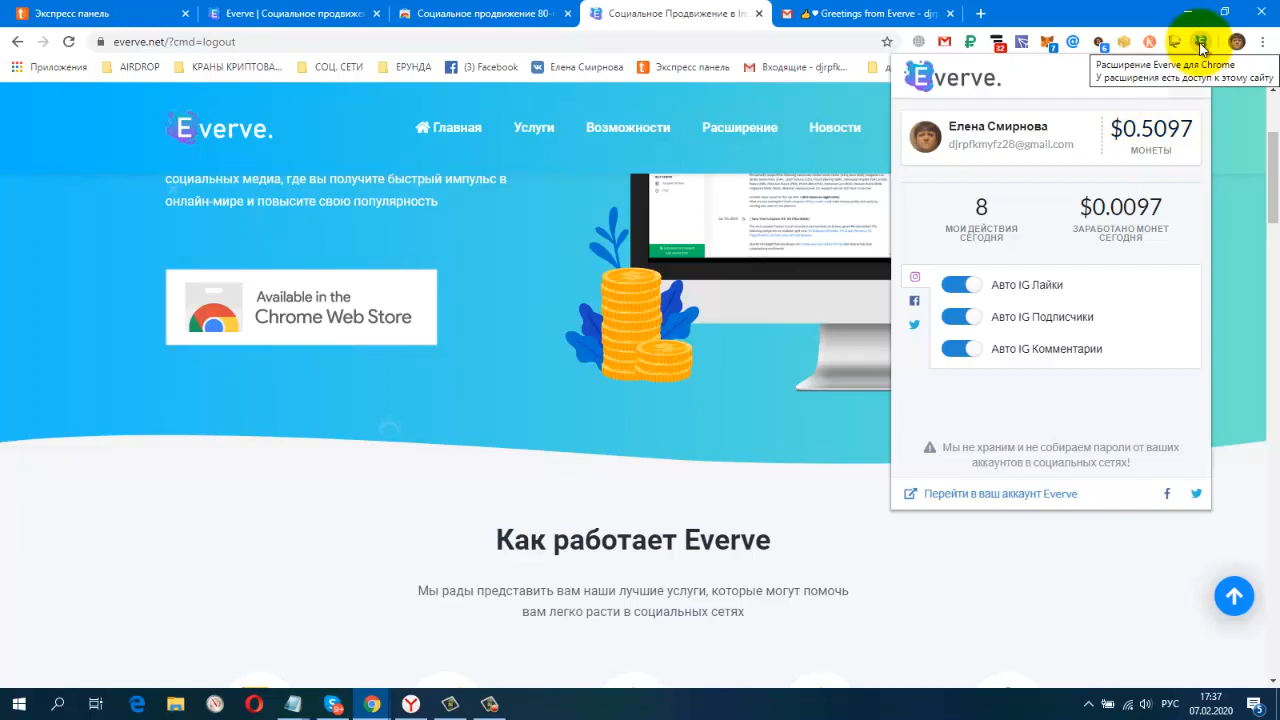 Экспресс панель
Everve | Социальное продвиже
Социальное продвижение 80-
Социальное Продвижение в Ин
👍♥ Greetings from Everve - djrp
everve.net/?cmd=logout
32
7
6
Расширение Everve для Chrome
У расширения есть доступ к этому сайту
Приложения
AIRDROP
КРАНЫ КРИПТОВА...
СОЦ. СЕТИ
ЕРУНДА
(3) Facebook
Елена Смирнова
Экспресс панель
Входящие - djrpfk...
Everve.
Everve.
Главная
Услуги
Возможности
Расширение
Новости
социальных медиа, где вы получите быстрый импульс в
онлайн-мире и повысите свою популярность
Available in the
Chrome Web Store
Елена Смирнова
djrpfkmyfz28@gmail.com
$0.5097
МОНЕТЫ
8
МОИ ДЕЙСТВИЯ
СЕГОДНЯ
$0.0097
ЗАРАБОТАНО МОНЕТ
СЕГОДНЯ
Авто IG Лайки
Авто IG Подписчики
Авто IG Комментарии
Мы не храним и не собираем пароли от ваших
аккаунтов в социальных сетях!
Перейти в ваш аккаунт Everve
Как работает Everve
Мы рады представить вам наши лучшие услуги, которые могут помочь
вам легко расти в социальных сетях
РУС
17:37
07.02.2020